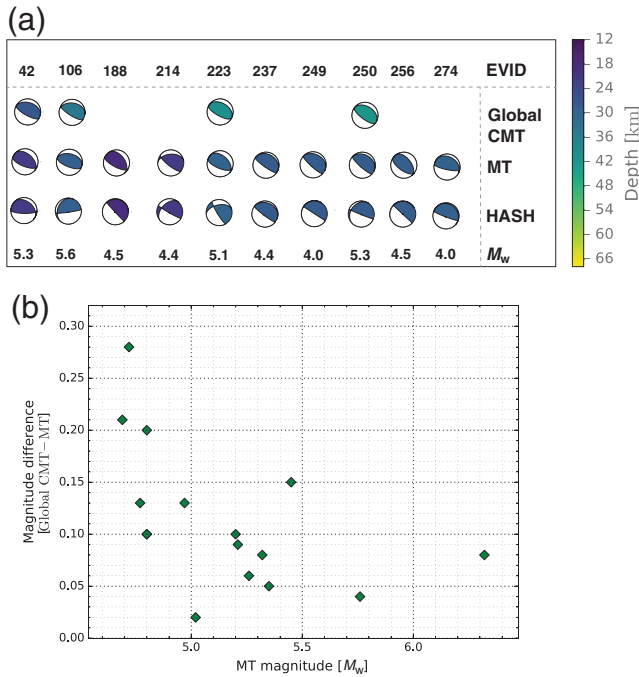 (a)
42 106 188 214 223 237 249 250 256 274 EVID
Global
CMT
MT
HASH
5.3 5.6 4.5 4.4 5.1 4.4 4.0 5.3 4.5 4.0 Mw
12
18
24
30
36
42
48
54
60
66
Depth [km]
(b)
0.30
0.25
0.20
0.15
0.10
0.05
0.00
Magnitude difference
[Global CMT−MT]
5.0 5.5 6.0
MT magnitude [Mw]